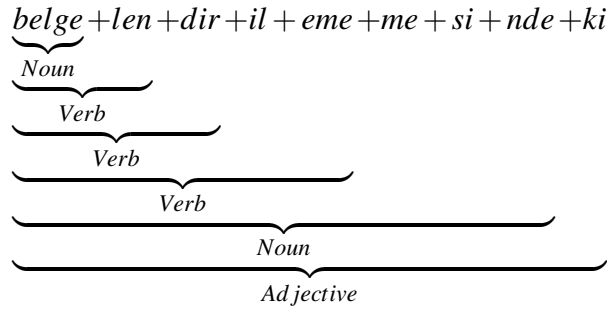 belge +len +dir +il + eme +me + si + nde +ki
Noun
Verb
Verb
Verb
Noun
Adjective